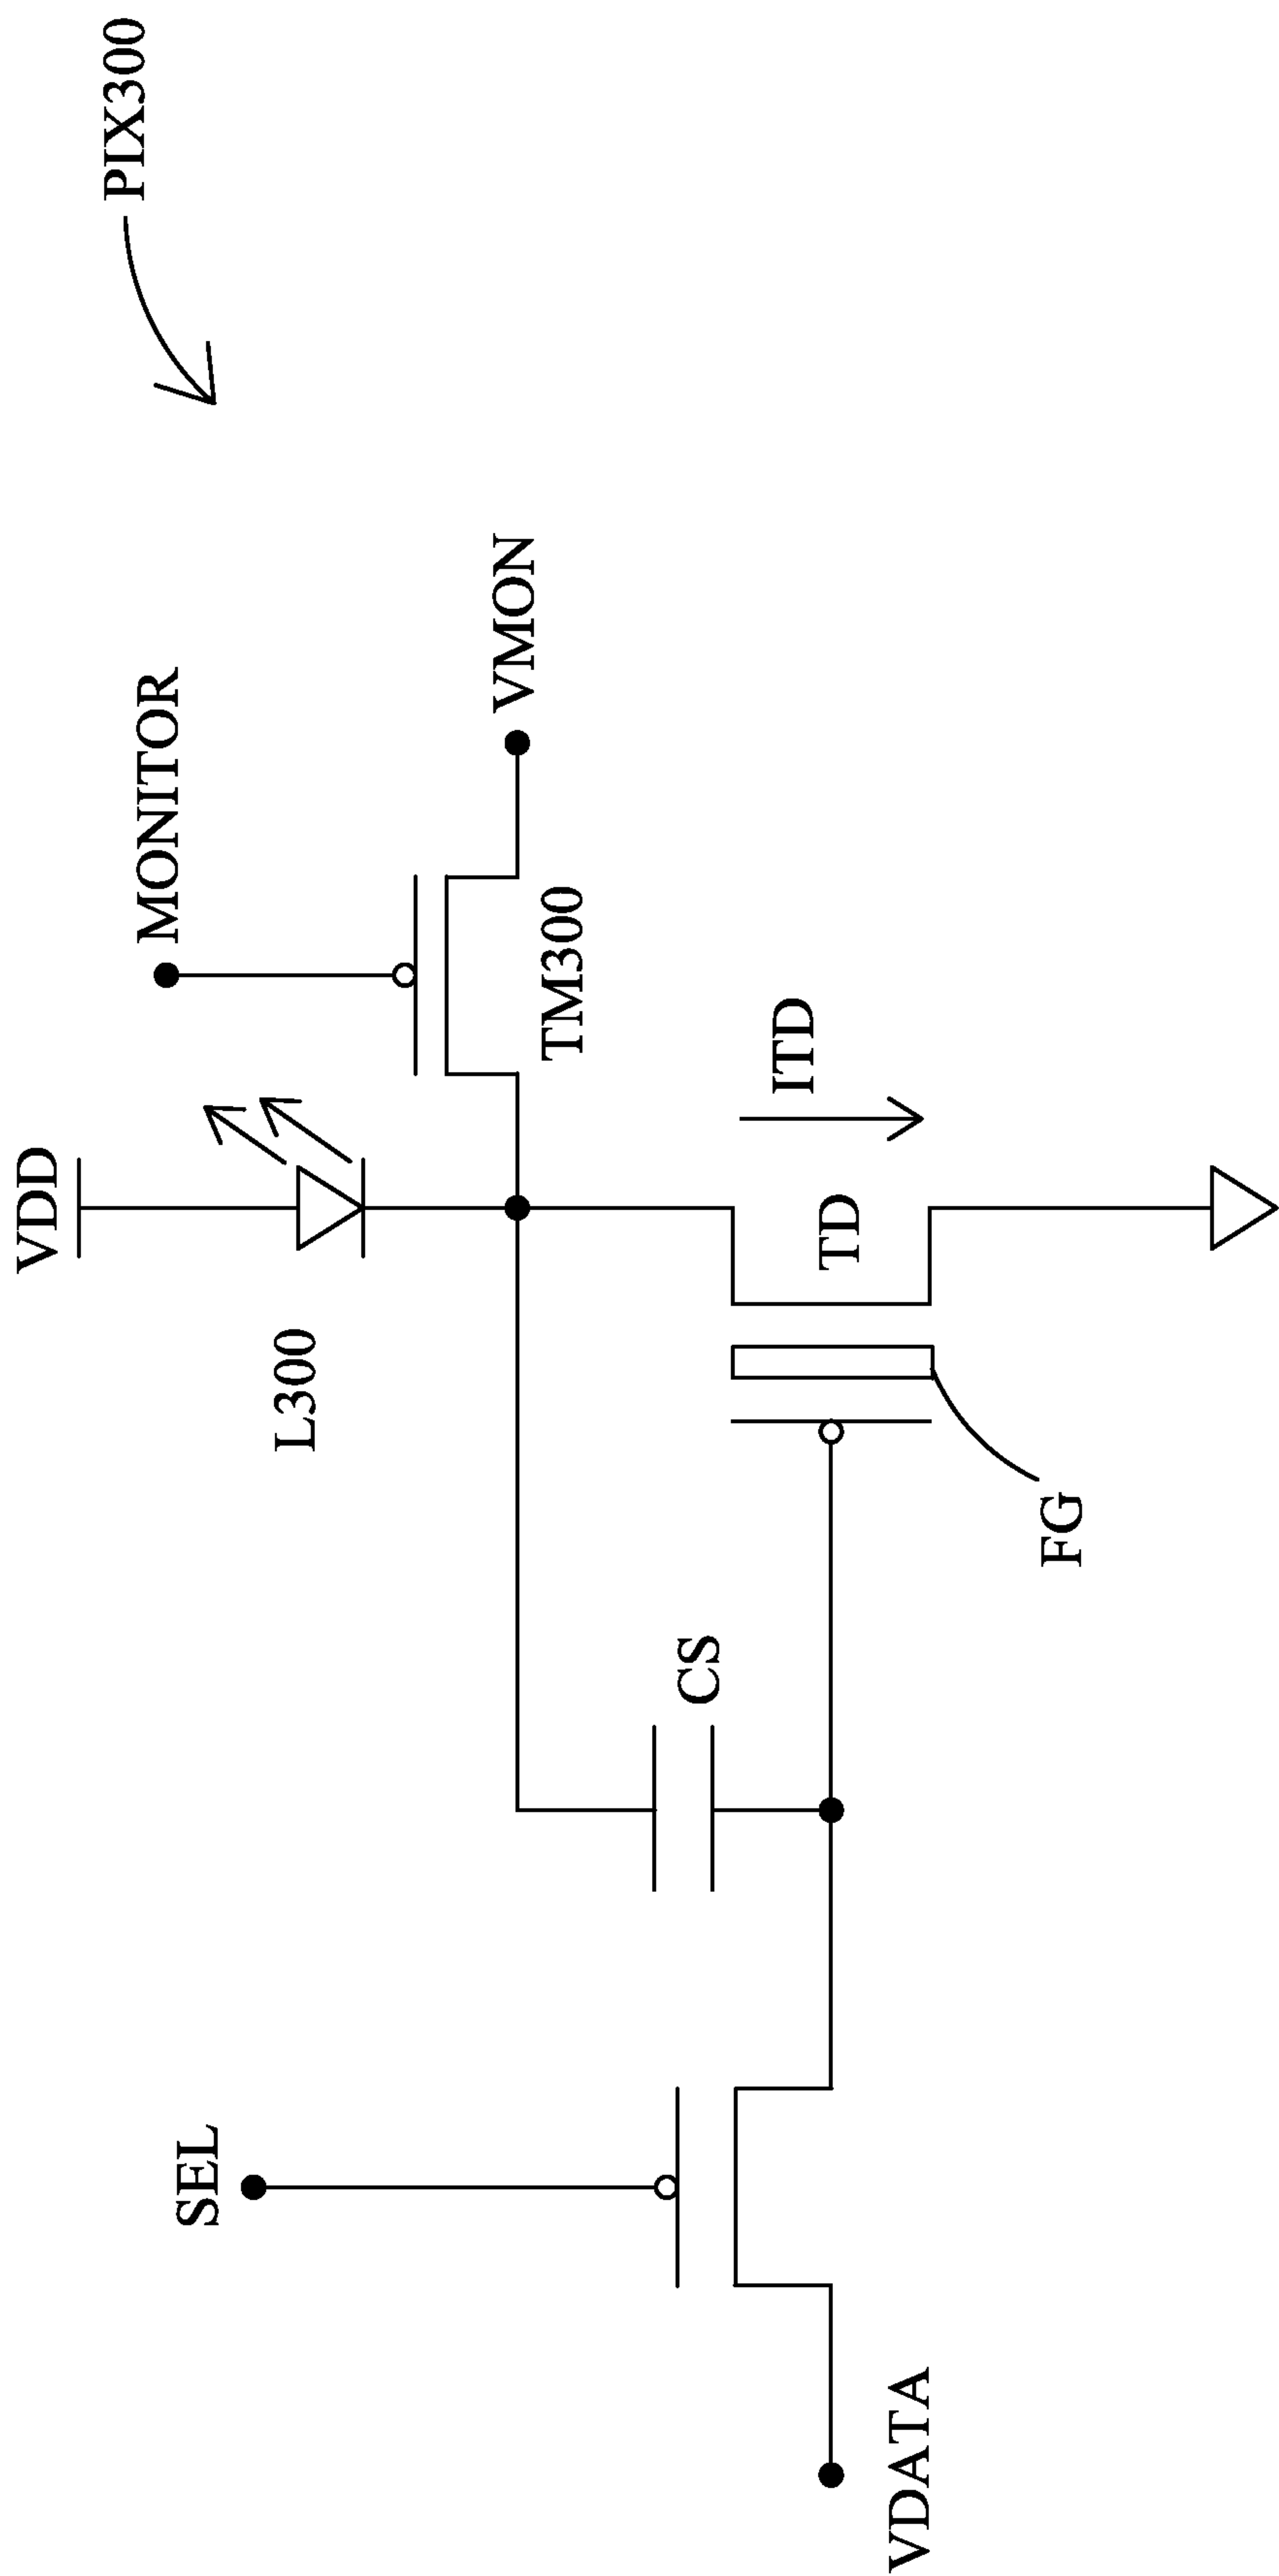 PIX300
VDD
MONITOR
L300
VMON
SEL
TM300
CS
TD
ITD
VDATA
FG